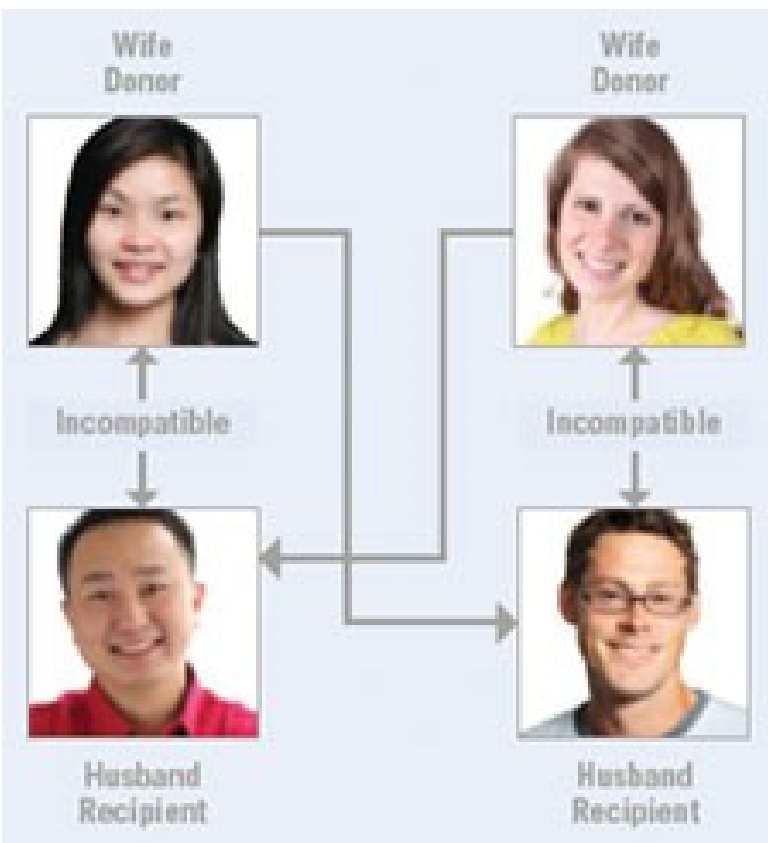 Wife
Donor
Wife
Donor
Incompatible
Incompatible
Husband
Recipient
Husband
Recipient